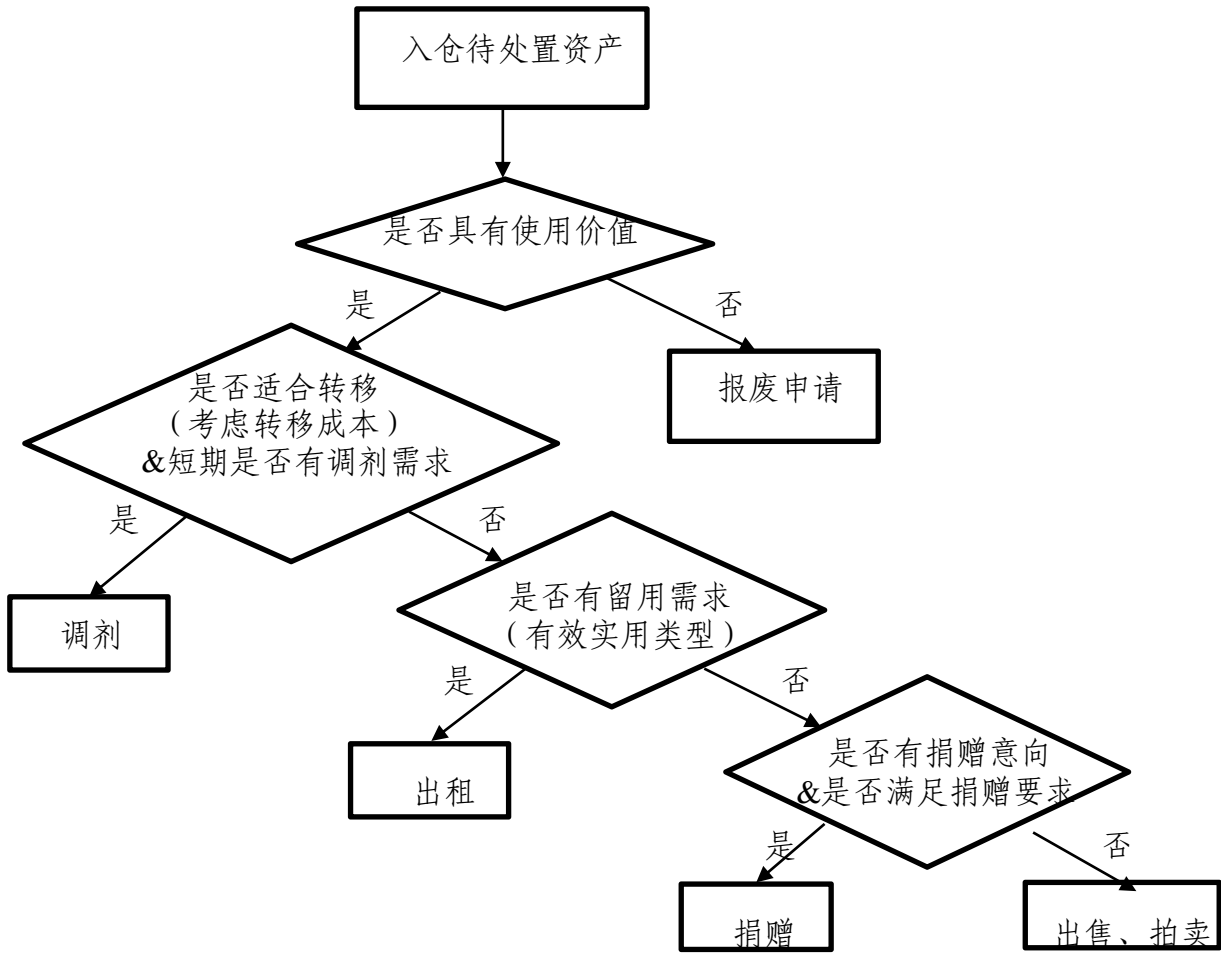 入仓待处置资产
是否具有使用价值
是
否
是否适合转移
（考虑转移成本）
&短期是否有调剂需求
报废申请
是
否
调剂
是否有留用需求
（有效实用类型）
是
否
出租
是否有捐赠意向
&是否满足捐赠要求
是
否
捐赠
出售、拍卖